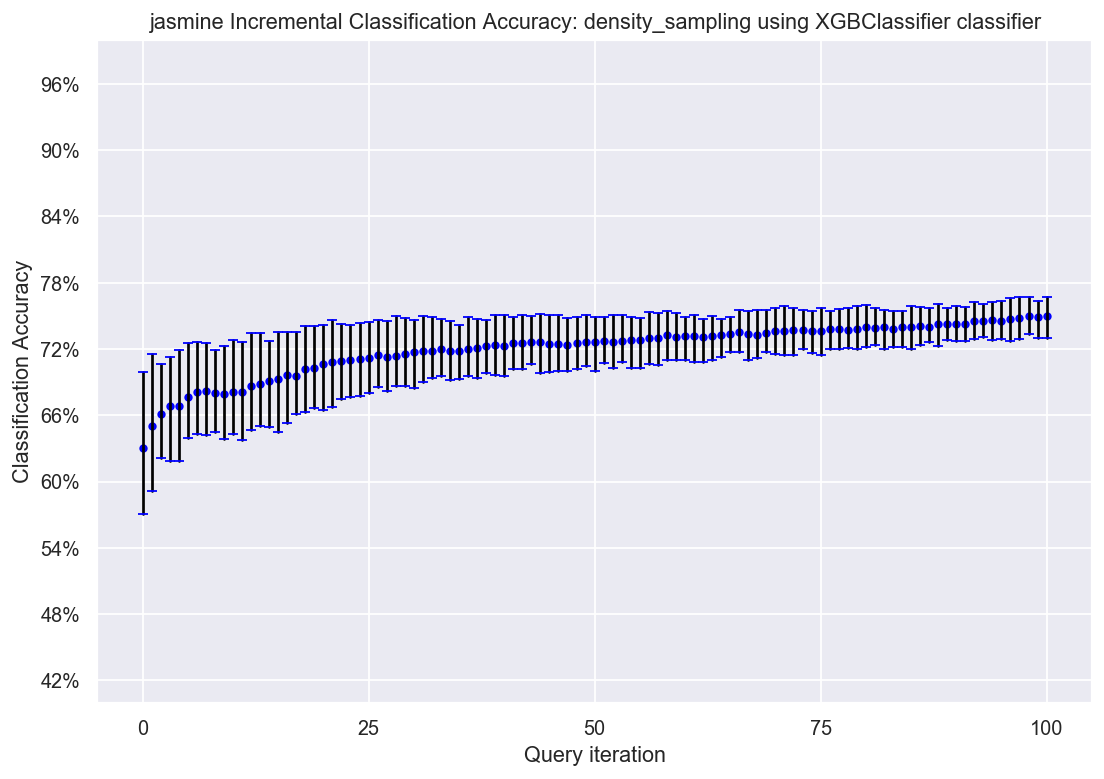 jasmine Incremental Classification Accuracy: density_sampling using XGBClassifier classifier
96%
90%
84%
78%
72%
66%
60%
54%
48%
42%
Classification Accuracy
0 25 50 75 100
Query iteration